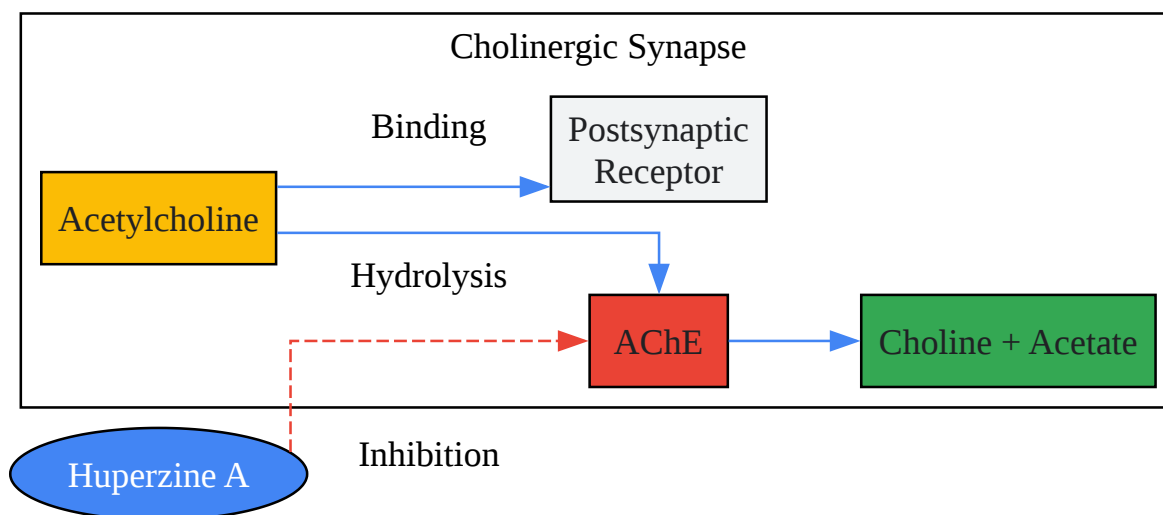 Cholinergic Synapse
Binding
Postsynaptic
Receptor
Acetylcholine
Hydrolysis
AChE
Choline + Acetate
Inhibition
Huperzine A